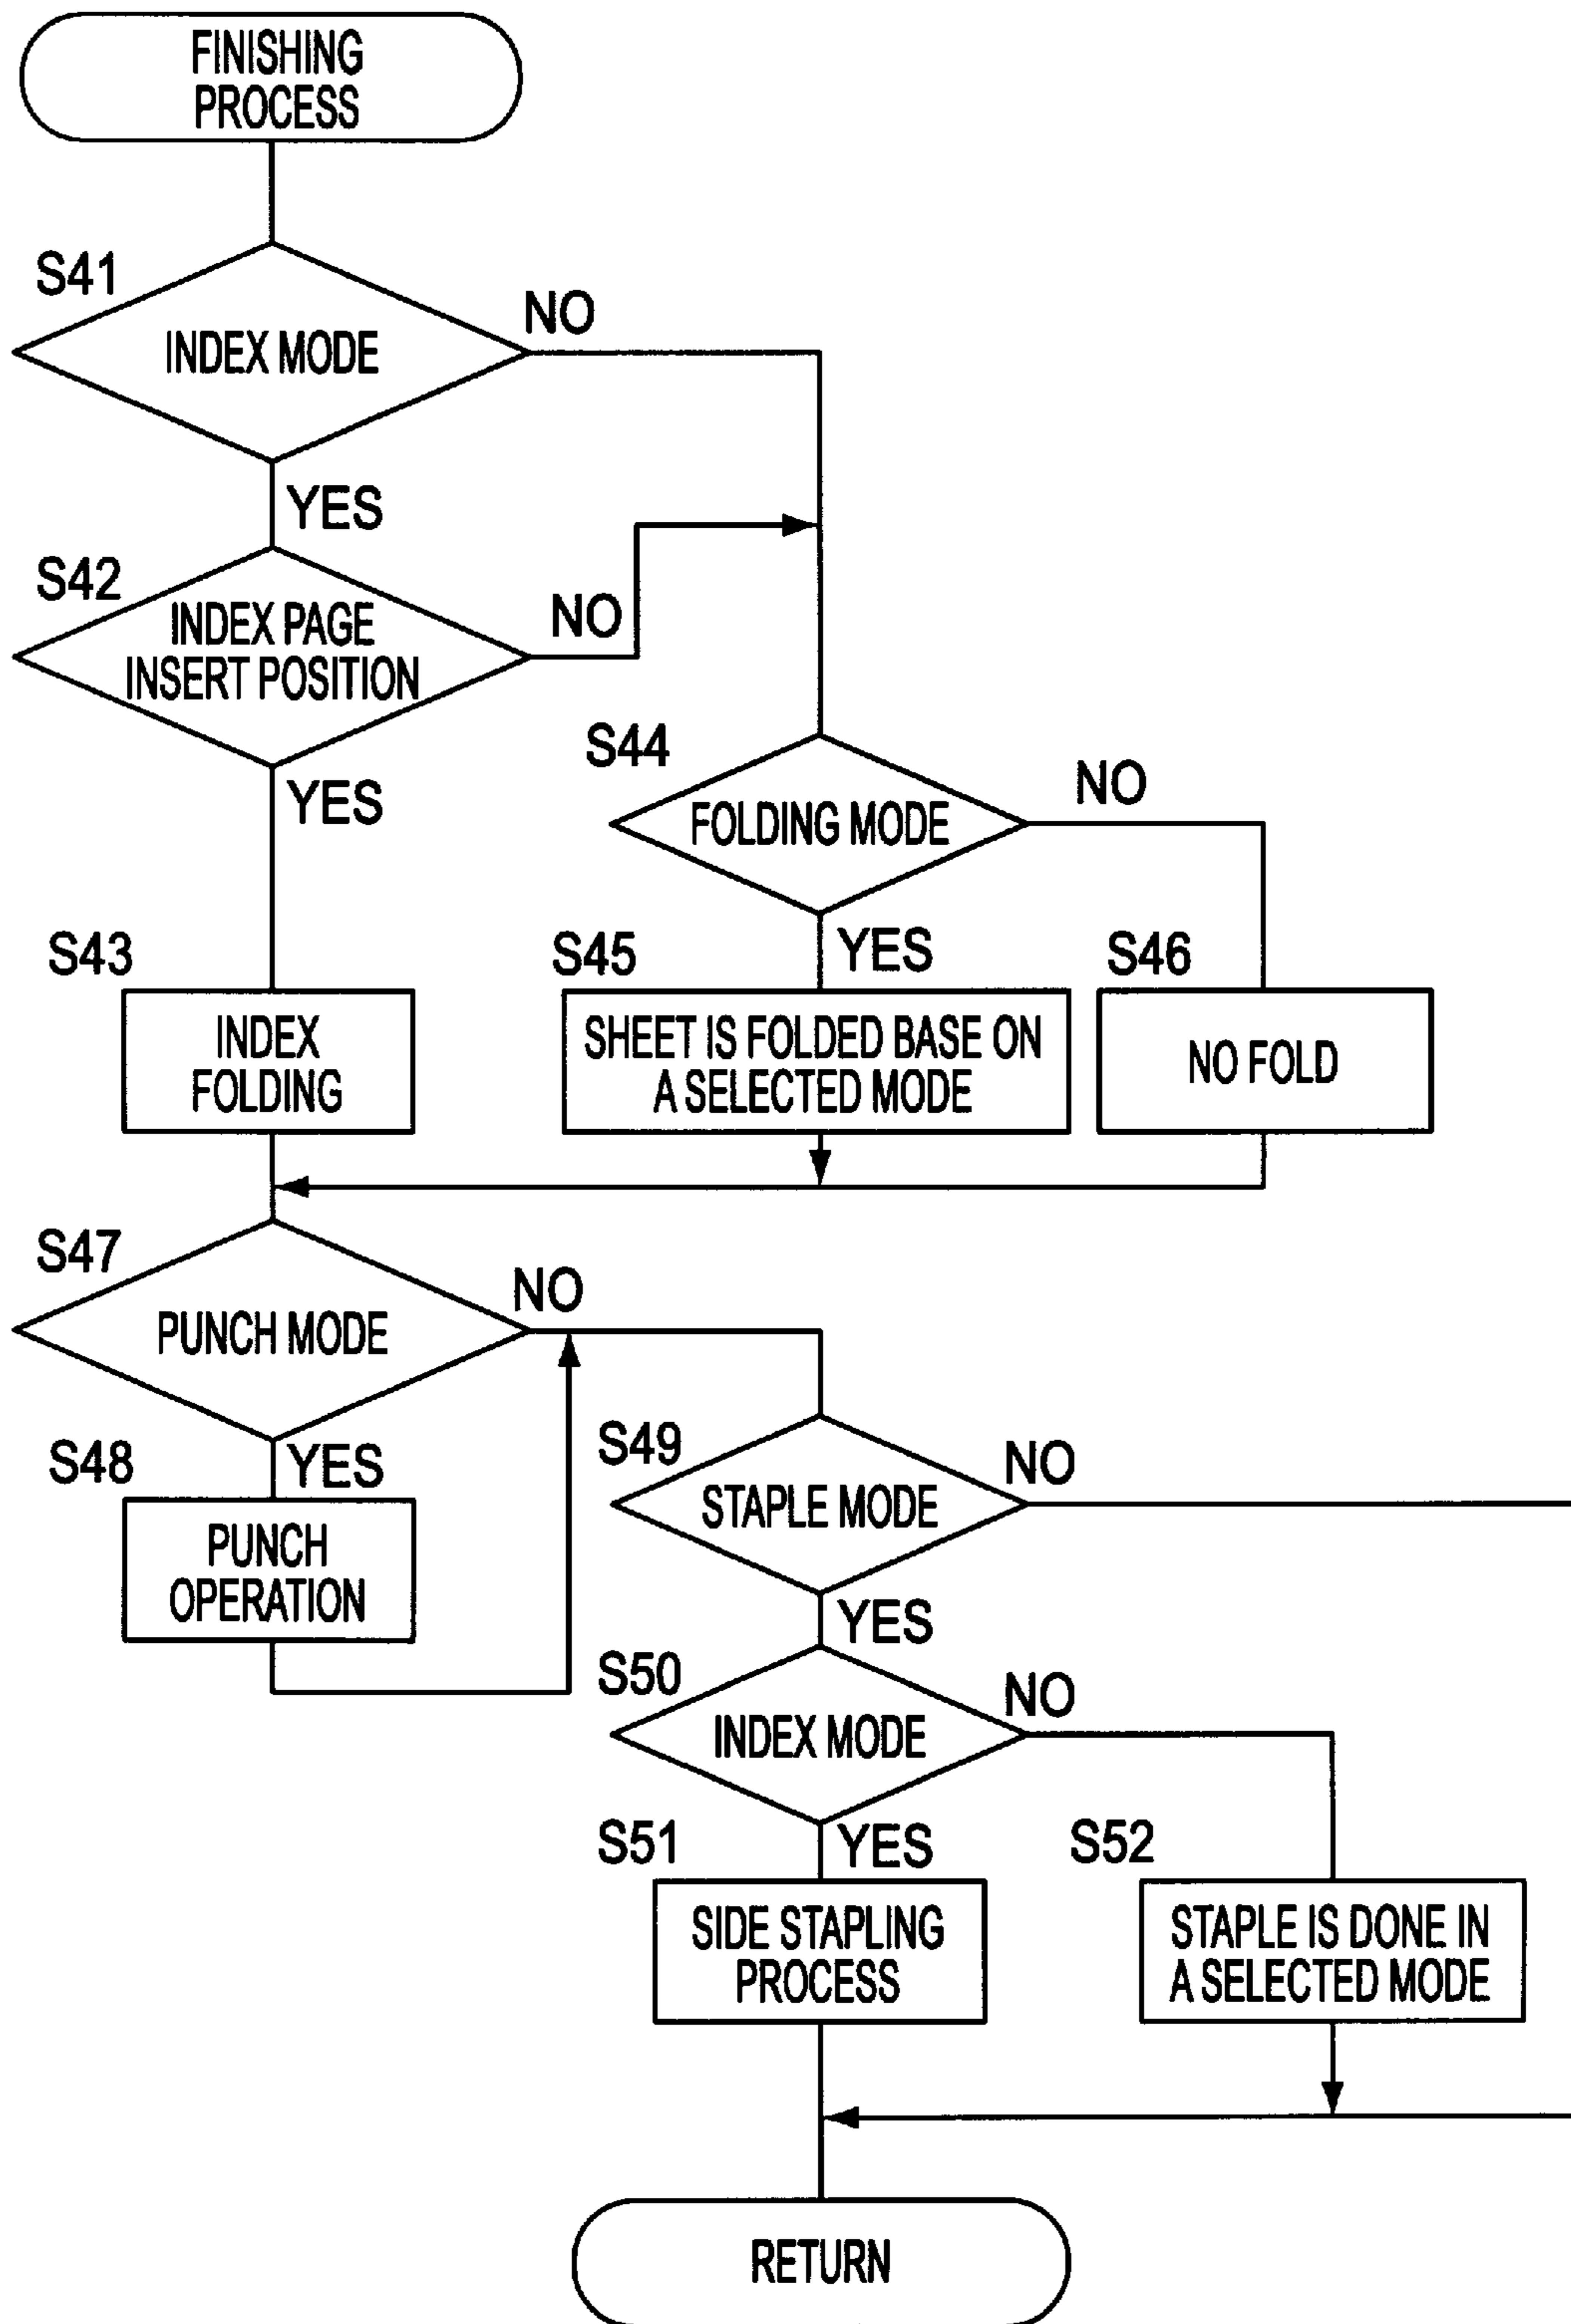 FINISHING
PROCESS
S41
INDEX MODE
NO
YES
S42
INDEX PAGE
INSERT POSITION
NO
YES
S44
FOLDING MODE
NO
YES
S43
INDEX
FOLDING
S45
SHEET IS FOLDED BASE ON
A SELECTED MODE
S46
NO FOLD
S47
PUNCH MODE
NO
YES
S48
PUNCH
OPERATION
S49
STAPLE MODE
NO
YES
S50
INDEX MODE
NO
YES
S51
SIDE STAPLING
PROCESS
S52
STAPLE IS DONE IN
A SELECTED MODE
RETURN